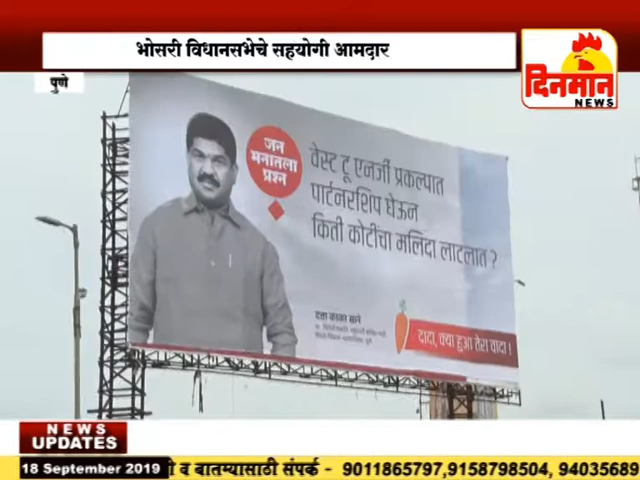 भोसरी विधानसभेचे सहयोगी आमदार
दिनमान
NEWS
पुणे
जन
मनातला
प्रश्न
वेस्ट टू एनर्जी प्रकल्पात
पार्टनरशिप घेऊन
किती कोटींचा मलिदा लाटलात ?
दत्ता काका साने
दादा, क्या हुआ तेरा वादा !
NEWS
UPDATES
18 September 2019
ी व बातम्यासाठी संपर्क - 9011865797,9158798504, 94035689